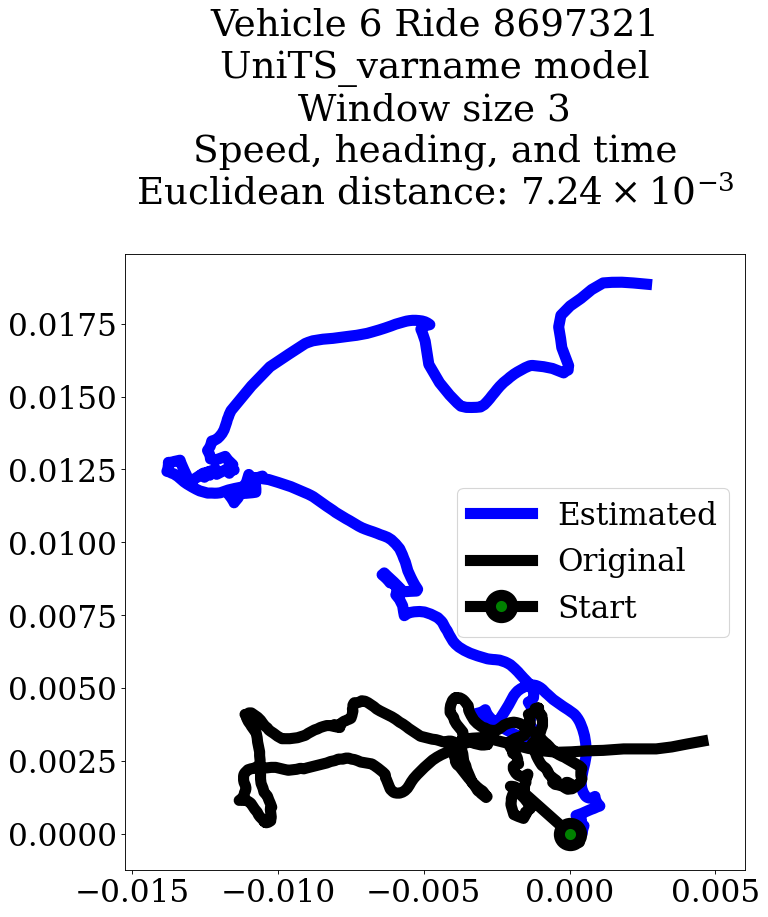 Vehicle 6 Ride 8697321
UniTS_varname model
Window size 3
Speed, heading, and time
Euclidean distance: 7.24 × 10⁻³
0.0175
0.0150
0.0125
0.0100
0.0075
0.0050
0.0025
0.0000
Estimated
Original
Start
−0.015 −0.010 −0.005 0.000 0.005